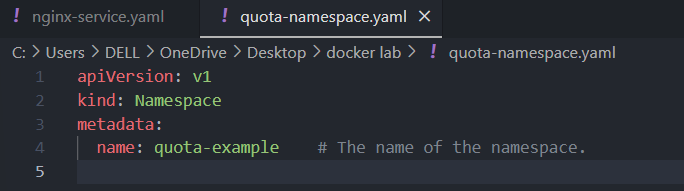 ! nginx-service.yaml ! quota-namespace.yaml ×
C: > Users > DELL > OneDrive > Desktop > docker lab > ! quota-namespace.yaml
1 apiVersion: v1
2 kind: Namespace
3 metadata:
4   name: quota-example    # The name of the namespace.
5